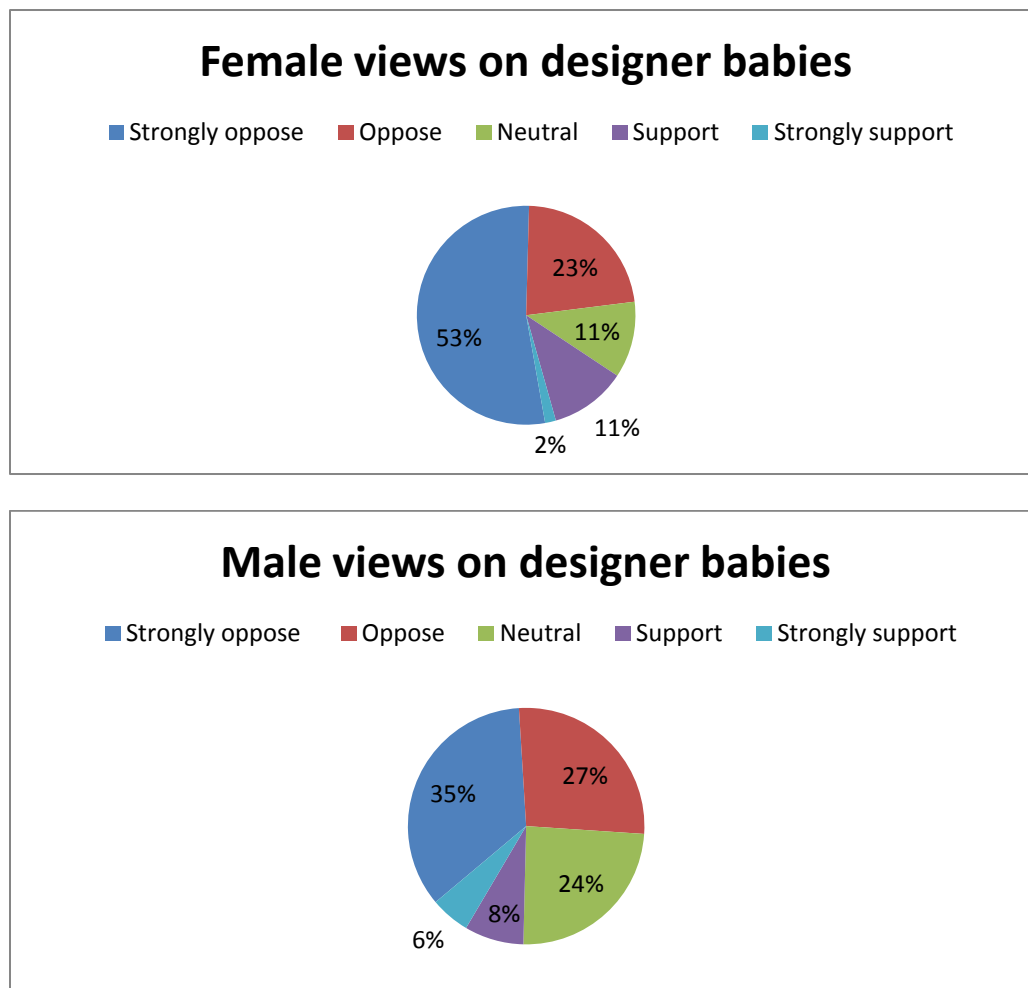 Female views on designer babies
Strongly oppose Oppose Neutral Support Strongly support
23%
53%
11%
11%
2%
Male views on designer babies
Strongly oppose Oppose Neutral Support Strongly support
35%
27%
24%
8%
6%